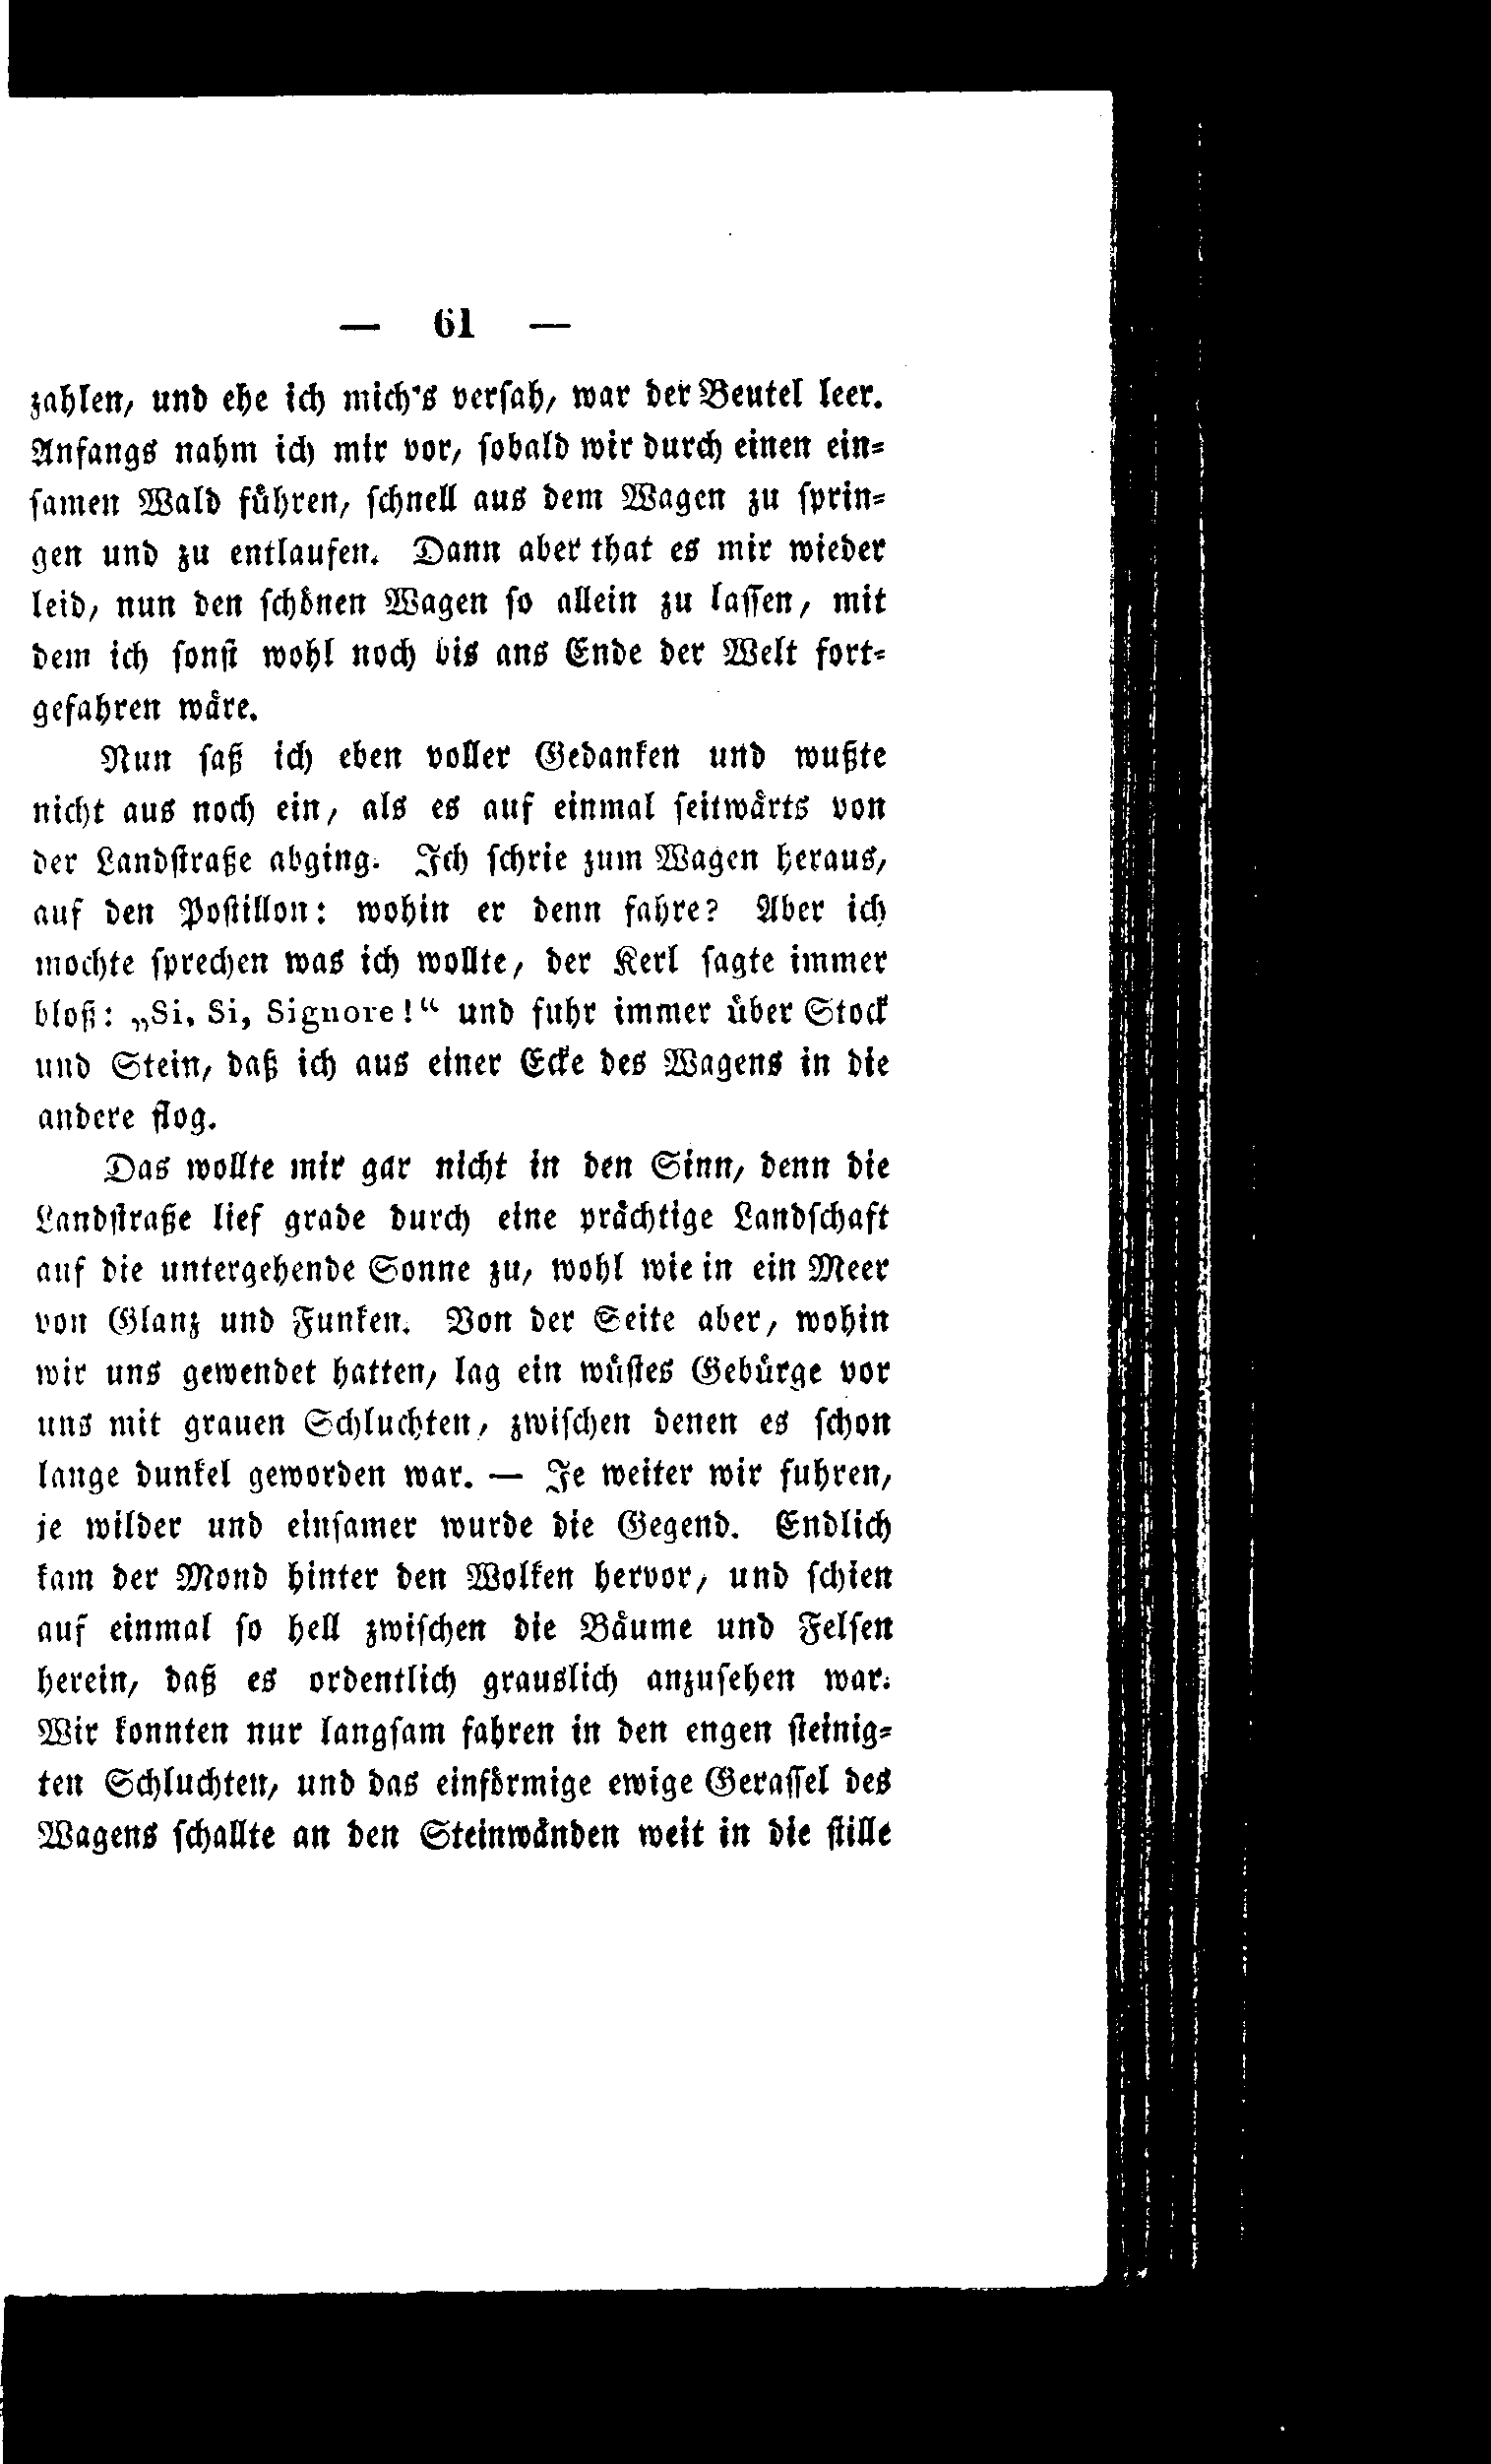 — 61 —
zahlen, und ehe ich mich's versah, war der Beutel leer.
Anfangs nahm ich mir vor, sobald wir durch einen ein⸗
samen Wald führen, schnell aus dem Wagen zu sprin⸗
gen und zu entlaufen. Dann aber that es mir wieder
leid, nun den schönen Wagen so allein zu lassen, mit
dem ich sonst wohl noch bis ans Ende der Welt fort⸗
gefahren wäre.
Nun saß ich eben voller Gedanken und wußte
nicht aus noch ein, als es auf einmal seitwärts von
der Landstraße abging. Ich schrie zum Wagen heraus,
auf den Postillon: wohin er denn fahre? Aber ich
mochte sprechen was ich wollte, der Kerl sagte immer
bloß: „Si, Si, Signore!“ und fuhr immer über Stock
und Stein, daß ich aus einer Ecke des Wagens in die
andere flog.
Das wollte mir gar nicht in den Sinn, denn die
Landstraße lief grade durch eine prächtige Landschaft
auf die untergehende Sonne zu, wohl wie in ein Meer
von Glanz und Funken. Von der Seite aber, wohin
wir uns gewendet hatten, lag ein wüstes Gebürge vor
uns mit grauen Schluchten, zwischen denen es schon
lange dunkel geworden war. — Je weiter wir fuhren,
je wilder und einsamer wurde die Gegend. Endlich
kam der Mond hinter den Wolken hervor, und schien
auf einmal so hell zwischen die Bäume und Felsen
herein, daß es ordentlich grauslich anzusehen war.
Wir konnten nur langsam fahren in den engen steinig⸗
ten Schluchten, und das einförmige ewige Gerassel des
Wagens schallte an den Steinwänden weit in die stille